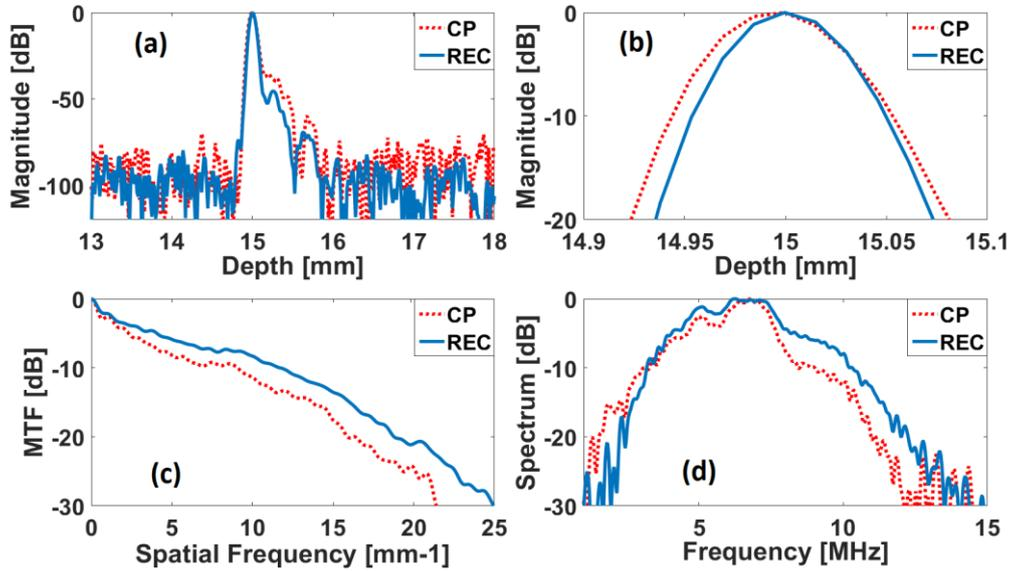 (a)
CP
REC
Magnitude [dB]
0
-50
-100
13
14
15
16
17
18
Depth [mm]
(b)
CP
REC
Magnitude [dB]
0
-10
-20
14.9
14.95
15
15.05
15.1
Depth [mm]
(c)
CP
REC
MTF [dB]
0
-10
-20
-30
0
5
10
15
20
25
Spatial Frequency [mm-1]
(d)
CP
REC
Spectrum [dB]
0
-10
-20
-30
5
10
15
Frequency [MHz]